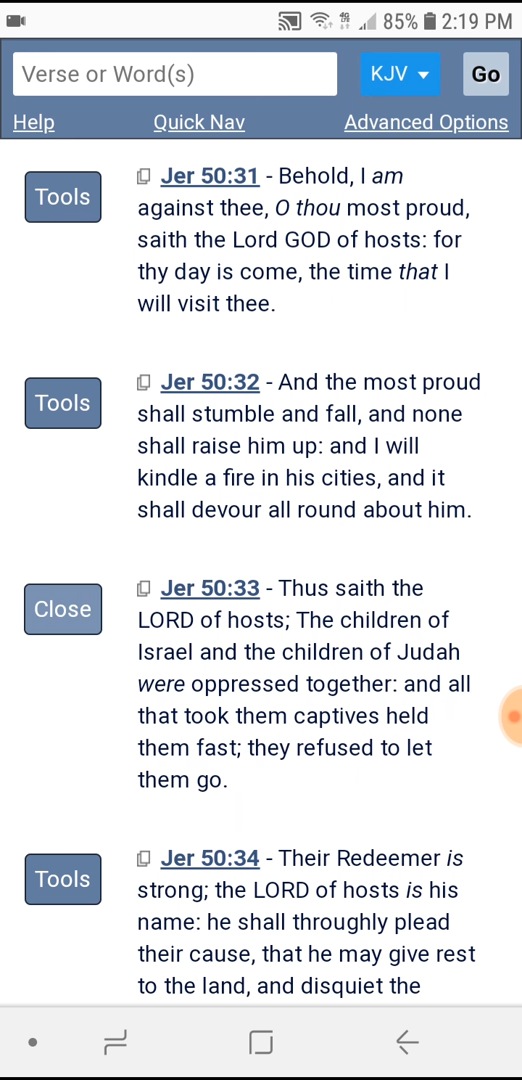 85% 2:19 PM
Verse or Word(s)
KJV
Go
Help
Quick Nav
Advanced Options
Tools
Jer 50:31 - Behold, I am
against thee, O thou most proud,
saith the Lord GOD of hosts: for
thy day is come, the time that I
will visit thee.
Tools
Jer 50:32 - And the most proud
shall stumble and fall, and none
shall raise him up: and I will
kindle a fire in his cities, and it
shall devour all round about him.
Close
Jer 50:33 - Thus saith the
LORD of hosts; The children of
Israel and the children of Judah
were oppressed together: and all
that took them captives held
them fast; they refused to let
them go.
Tools
Jer 50:34 - Their Redeemer is
strong; the LORD of hosts is his
name: he shall throughly plead
their cause, that he may give rest
to the land, and disquiet the